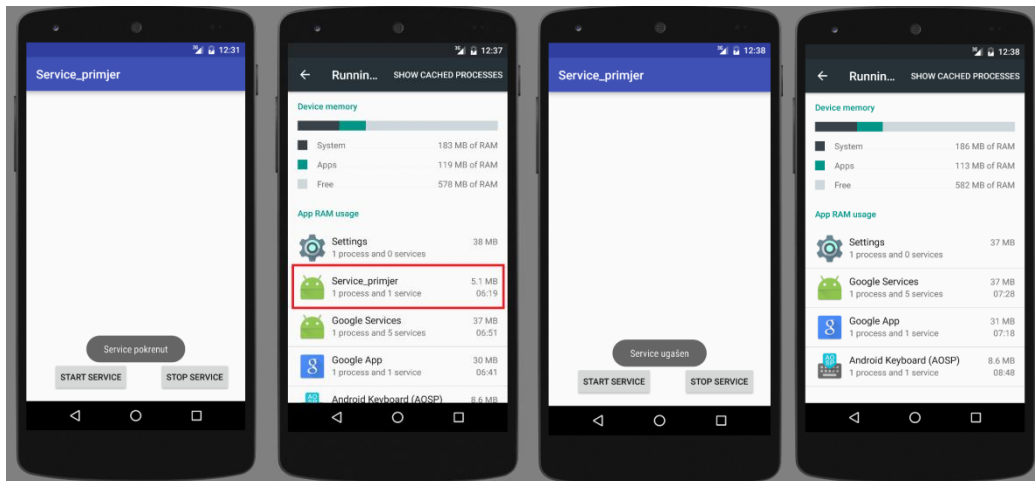 12:31
Service_primjer
Service pokrenut
START SERVICE STOP SERVICE
12:37
Runnin... SHOW CACHED PROCESSES
Device memory
System 183 MB of RAM
Apps 119 MB of RAM
Free 578 MB of RAM
App RAM usage
Settings 38 MB
1 process and 0 services
Service_primjer 5.1 MB
1 process and 1 service 06:19
Google Services 37 MB
1 process and 5 services 06:51
Google App 30 MB
1 process and 1 service 06:41
Android Keyboard (AOSP) 8.6 MB
12:38
Service_primjer
Service ugašen
START SERVICE STOP SERVICE
12:38
Runnin... SHOW CACHED PROCESSES
Device memory
System 186 MB of RAM
Apps 113 MB of RAM
Free 582 MB of RAM
App RAM usage
Settings 37 MB
1 process and 0 services
Google Services 37 MB
1 process and 5 services 07:28
Google App 31 MB
1 process and 1 service 07:18
Android Keyboard (AOSP) 8.6 MB
1 process and 1 service 08:48